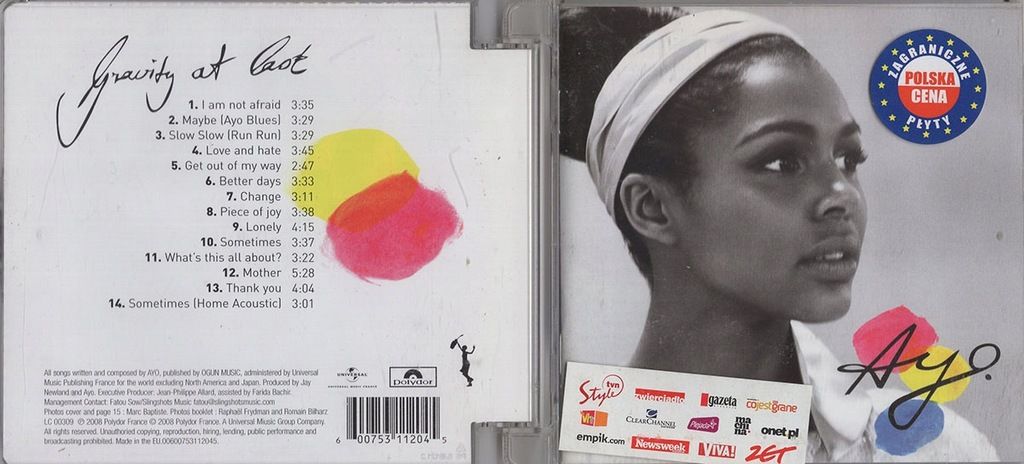 Gravity at last
1. I am not afraid 3:35
2. Maybe (Ayo Blues) 3:29
3. Slow Slow (Run Run) 3:29
4. Love and hate 3:45
5. Get out of my way 2:47
6. Better days 3:33
7. Change 3:11
8. Piece of joy 3:38
9. Lonely 4:15
10. Sometimes 3:37
11. What's this all about? 3:22
12. Mother 5:28
13. Thank you 4:04
14. Sometimes (Home Acoustic) 3:01
All songs written and composed by AYO, published by OGUN MUSIC, administered by Universal
Music Publishing France for the world excluding North America and Japan. Produced by Jay
Newland and Ayo. Executive Producer: Jean-Philippe Allard, assisted by Farida Bachir.
Management Contact: Fatou Sow/Slingshots Music fatou@slingshotsmusic.com
Photos cover and page 15 : Marc Baptiste. Photos booklet : Raphaël Frydman and Romain Bilharz
LC 00309 ℗ 2008 Polydor France © 2008 Polydor France. A Universal Music Group Company.
All rights reserved. Unauthorised copying, reproduction, hiring, lending, public performance and
broadcasting prohibited. Made in the EU.00600753112045.
UNIVERSAL
UNIVERSAL MUSIC FRANCE
Polydor
6 00753 11204 5
ZAGRANICZNE
POLSKA
CENA
PŁYTY
Ayo.
tvn
Style
zwierciadło
gazeta
cojestgrane
VH1
CLEARCHANNEL
Pejada
ma
chi
na
onet.pl
empik.com
Newsweek
VIVA!
ZET